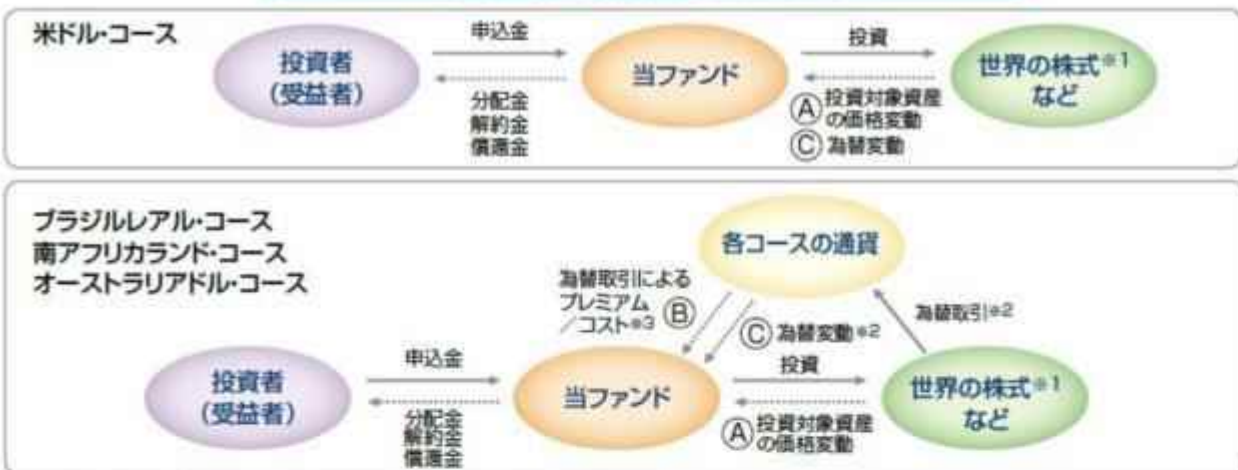 米ドル・コース
投資者
(受益者)
申込金
分配金
解約金
償還金
当ファンド
投資
Ⓐ投資対象資産
の価格変動
Ⓒ為替変動
世界の株式※1
など
ブラジルレアル・コース
南アフリカランド・コース
オーストラリアドル・コース
各コースの通貨
為替取引による
プレミアム
／コスト※3 Ⓑ
Ⓒ為替変動※2
為替取引※2
投資者
(受益者)
申込金
分配金
解約金
償還金
当ファンド
投資
Ⓐ投資対象資産
の価格変動
世界の株式※1
など